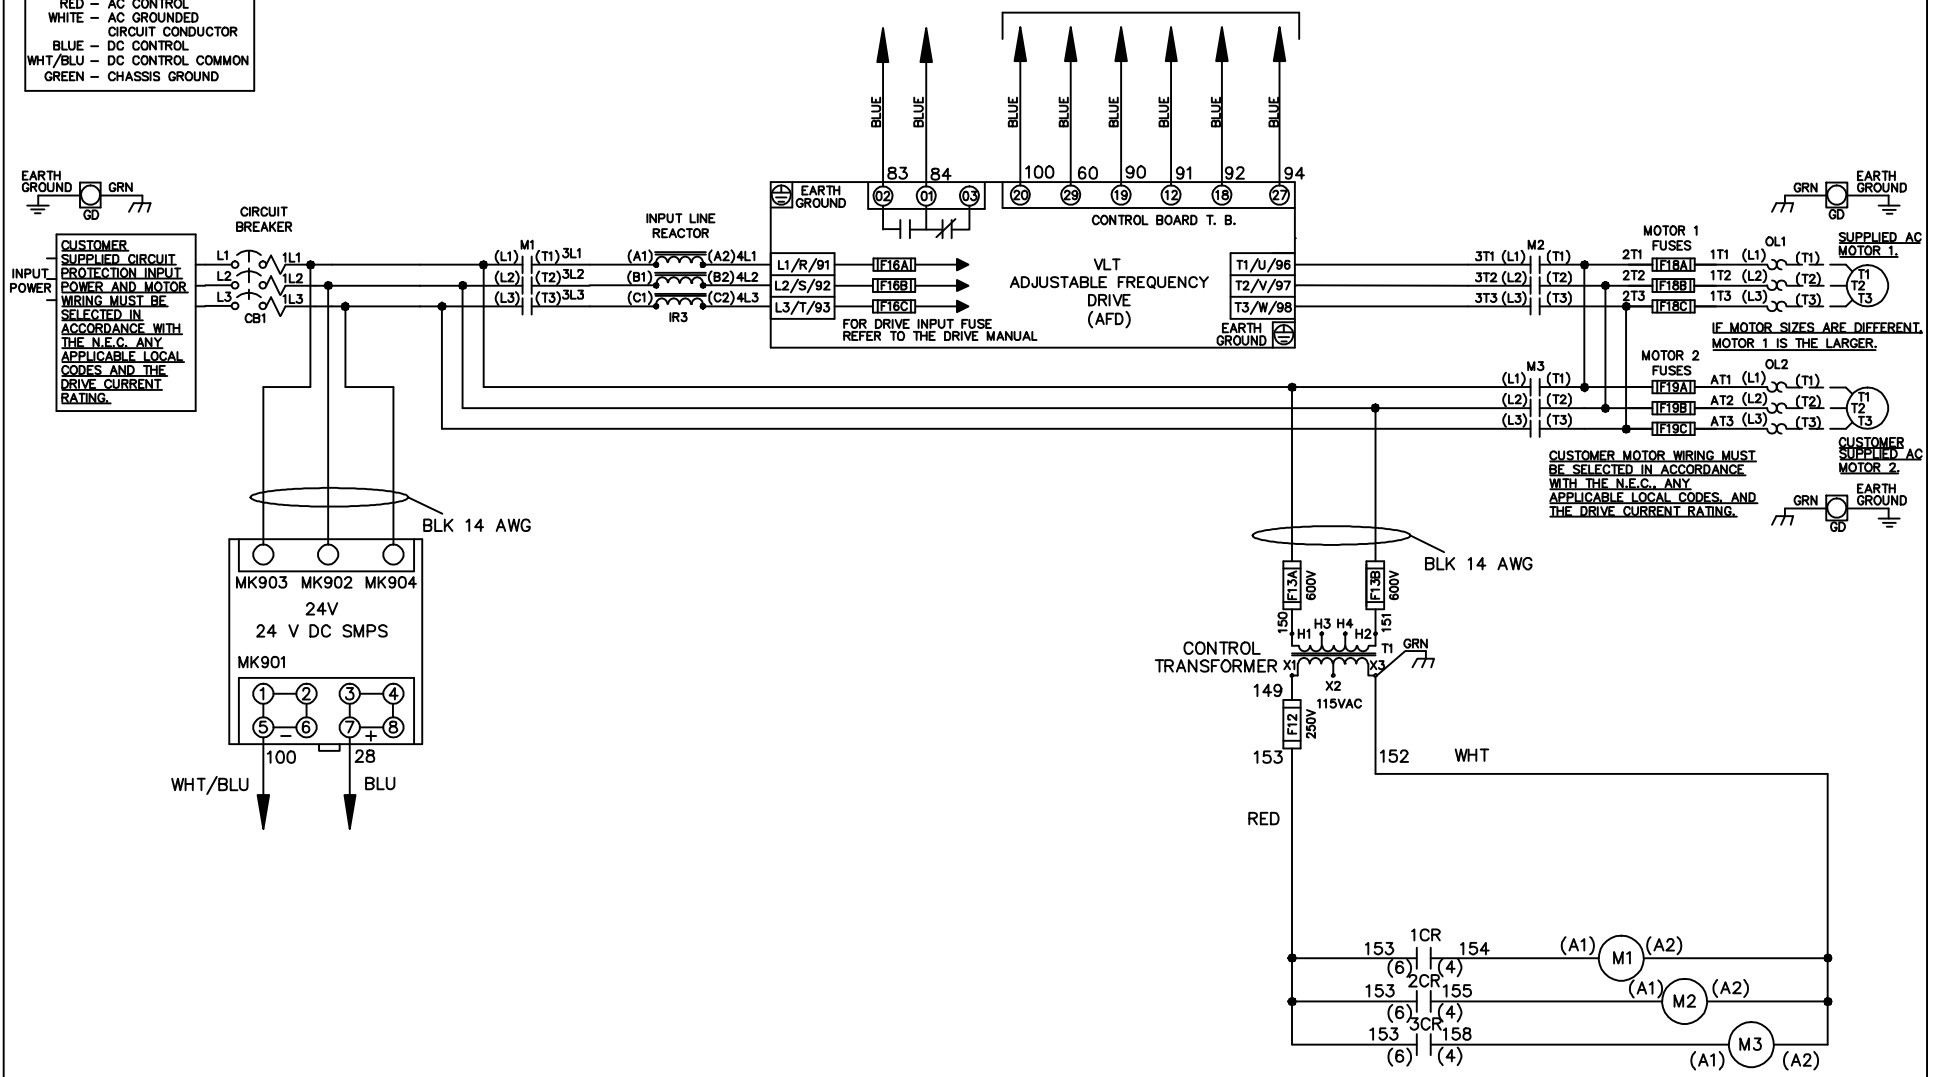 RED – AC CONTROL
WHITE – AC GROUNDED
CIRCUIT CONDUCTOR
BLUE – DC CONTROL
WHT/BLU – DC CONTROL COMMON
GREEN – CHASSIS GROUND
BLUE BLUE BLUE BLUE BLUE BLUE BLUE BLUE
83 84 100 60 90 91 92 94
EARTH
GROUND
02 01 03 20 29 19 12 18 27
CONTROL BOARD T. B.
EARTH
GROUND GRN
GD
CIRCUIT
BREAKER
INPUT LINE
REACTOR
INPUT
POWER
CUSTOMER
SUPPLIED CIRCUIT
PROTECTION INPUT
POWER AND MOTOR
WIRING MUST BE
SELECTED IN
ACCORDANCE WITH
THE N.E.C. ANY
APPLICABLE LOCAL
CODES AND THE
DRIVE CURRENT
RATING.
L1 1L1
L2 1L2
L3 1L3
CB1
M1
(L1) (T1) 3L1
(L2) (T2) 3L2
(L3) (T3) 3L3
(A1) (A2) 4L1
(B1) (B2) 4L2
(C1) (C2) 4L3
IR3
L1/R/91 F16A
L2/S/92 F16B
L3/T/93 F16C
FOR DRIVE INPUT FUSE
REFER TO THE DRIVE MANUAL
VLT
ADJUSTABLE FREQUENCY
DRIVE
(AFD)
T1/U/96
T2/V/97
T3/W/98
EARTH
GROUND
M2
3T1 (L1) (T1)
3T2 (L2) (T2)
3T3 (L3) (T3)
MOTOR 1
FUSES
2T1 F18A 1T1 (L1) (T1)
2T2 F18B 1T2 (L2) (T2)
2T3 F18C 1T3 (L3) (T3)
OL1
GRN EARTH
GROUND
GD
SUPPLIED AC
MOTOR 1.
T1
T2
T3
IF MOTOR SIZES ARE DIFFERENT,
MOTOR 1 IS THE LARGER.
M3
(L1) (T1)
(L2) (T2)
(L3) (T3)
MOTOR 2
FUSES
F19A AT1 (L1) (T1)
F19B AT2 (L2) (T2)
F19C AT3 (L3) (T3)
OL2
T1
T2
T3
CUSTOMER
SUPPLIED AC
MOTOR 2.
CUSTOMER MOTOR WIRING MUST
BE SELECTED IN ACCORDANCE
WITH THE N.E.C., ANY
APPLICABLE LOCAL CODES, AND
THE DRIVE CURRENT RATING.
GRN EARTH
GROUND
GD
BLK 14 AWG
MK903 MK902 MK904
24V
24 V DC SMPS
MK901
1 2 3 4
5 6 7 8
– +
100 28
WHT/BLU BLU
BLK 14 AWG
F13A 600V F13B 600V
150 151
H1 H3 H4 H2
T1
GRN
CONTROL
TRANSFORMER
X1 X2 X3
149
115VAC
F12 250V
153 152 WHT
RED
1CR
153 154 (A1) M1 (A2)
(6) (4)
2CR
153 155 (A1) M2 (A2)
(6) (4)
3CR
153 158 M3
(6) (4) (A1) (A2)